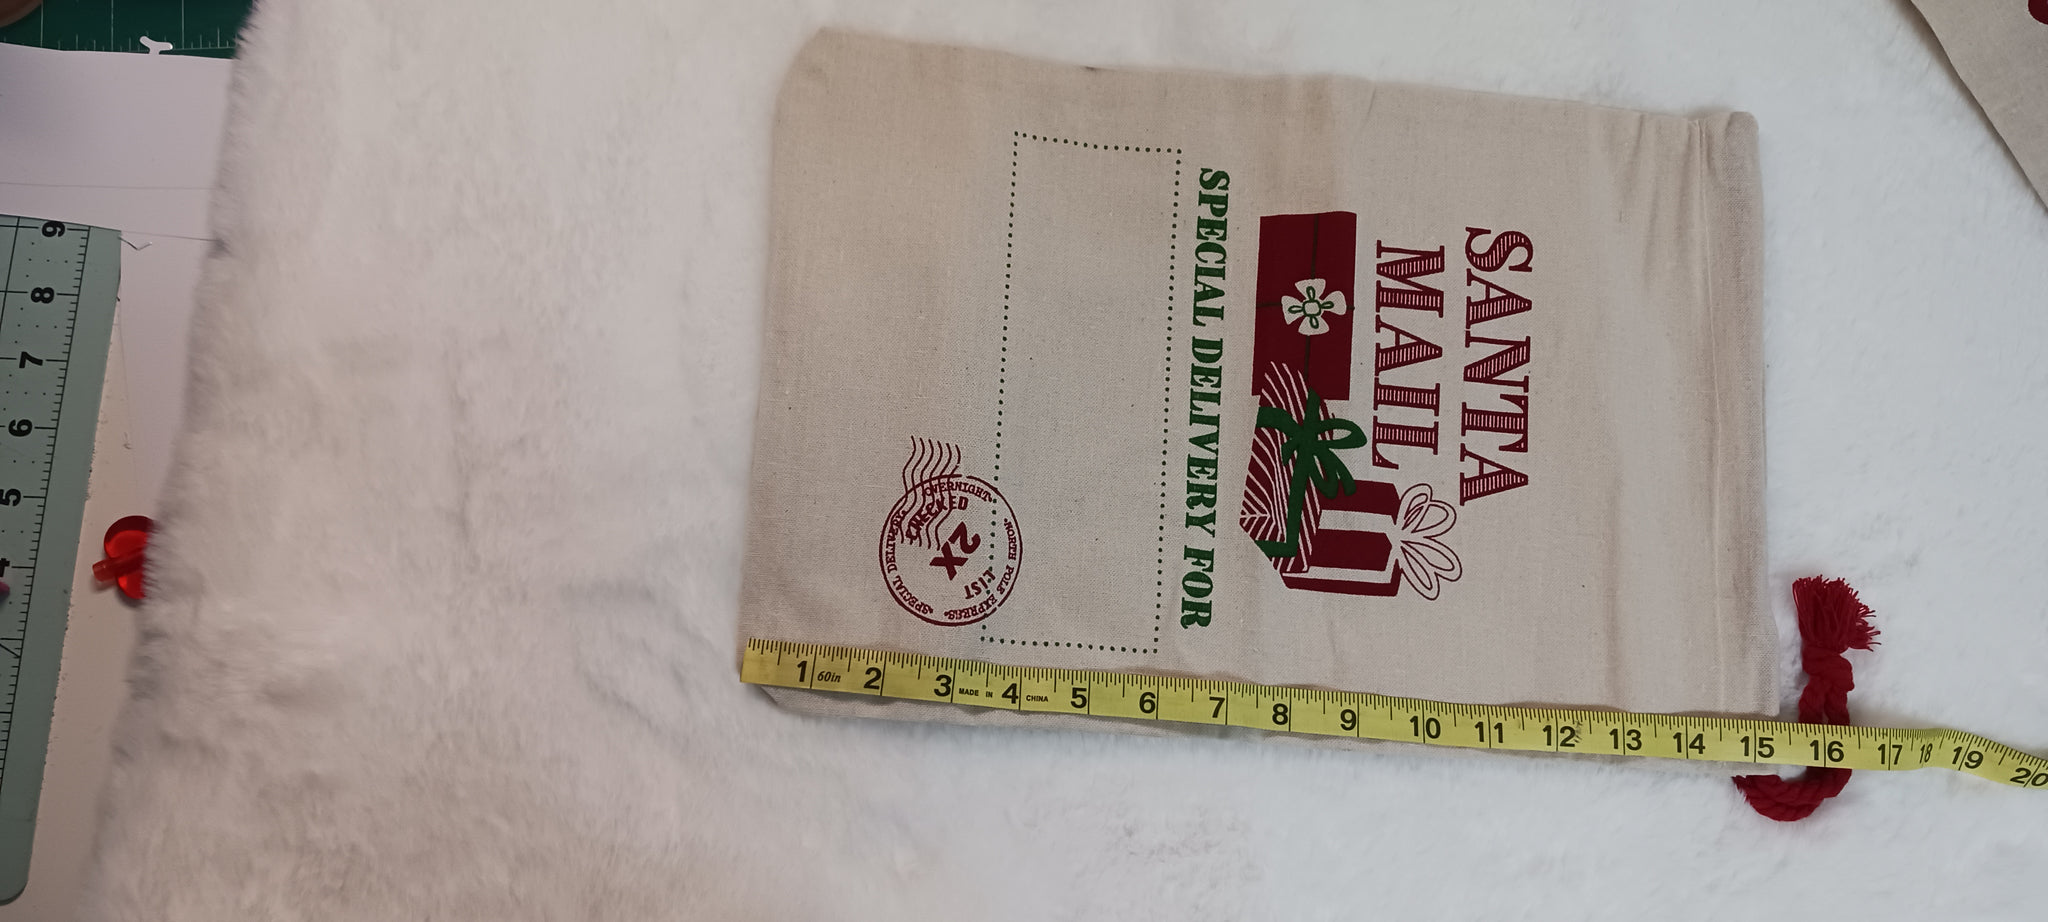 SANTA
MAIL
SPECIAL DELIVERY FOR
OVERNIGHT
CHECKED
2X
LIST
SPECIAL DELIVERY
NORTH POLE EXPRESS
1 60in 2 3 MADE IN 4 CHINA 5 6 7 8 9 10 11 12 13 14 15 16 17 18 19 20
9
8
7
6
5
4